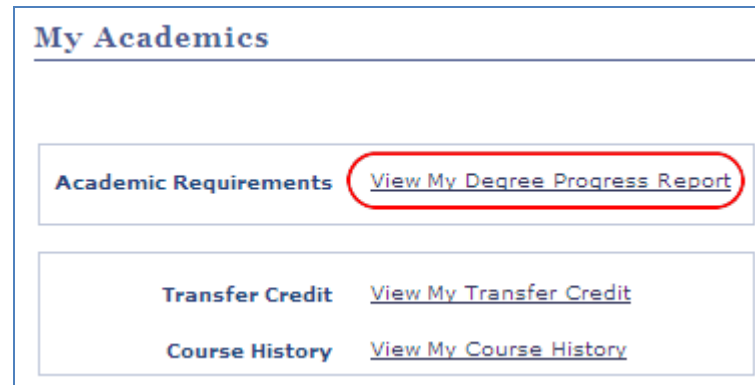 My Academics
Academic Requirements View My Degree Progress Report
Transfer Credit View My Transfer Credit
Course History View My Course History